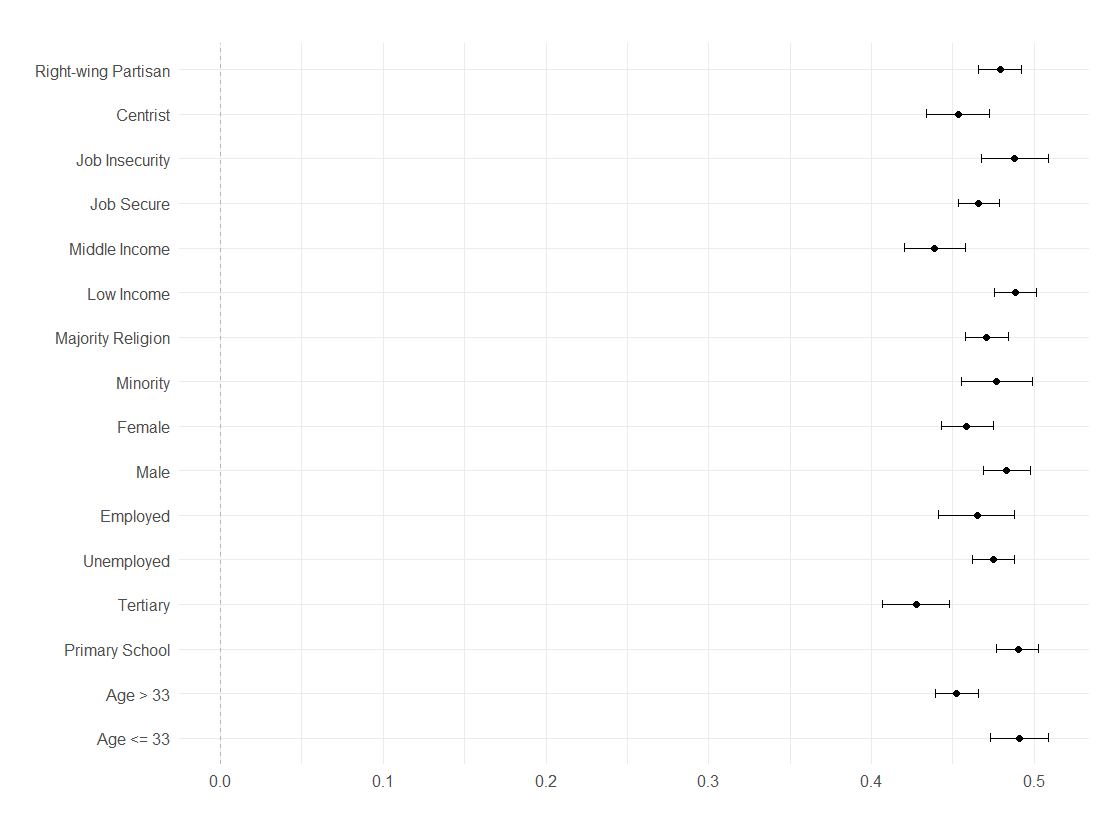 Right-wing Partisan
Centrist
Job Insecurity
Job Secure
Middle Income
Low Income
Majority Religion
Minority
Female
Male
Employed
Unemployed
Tertiary
Primary School
Age > 33
Age <= 33
0.0 0.1 0.2 0.3 0.4 0.5